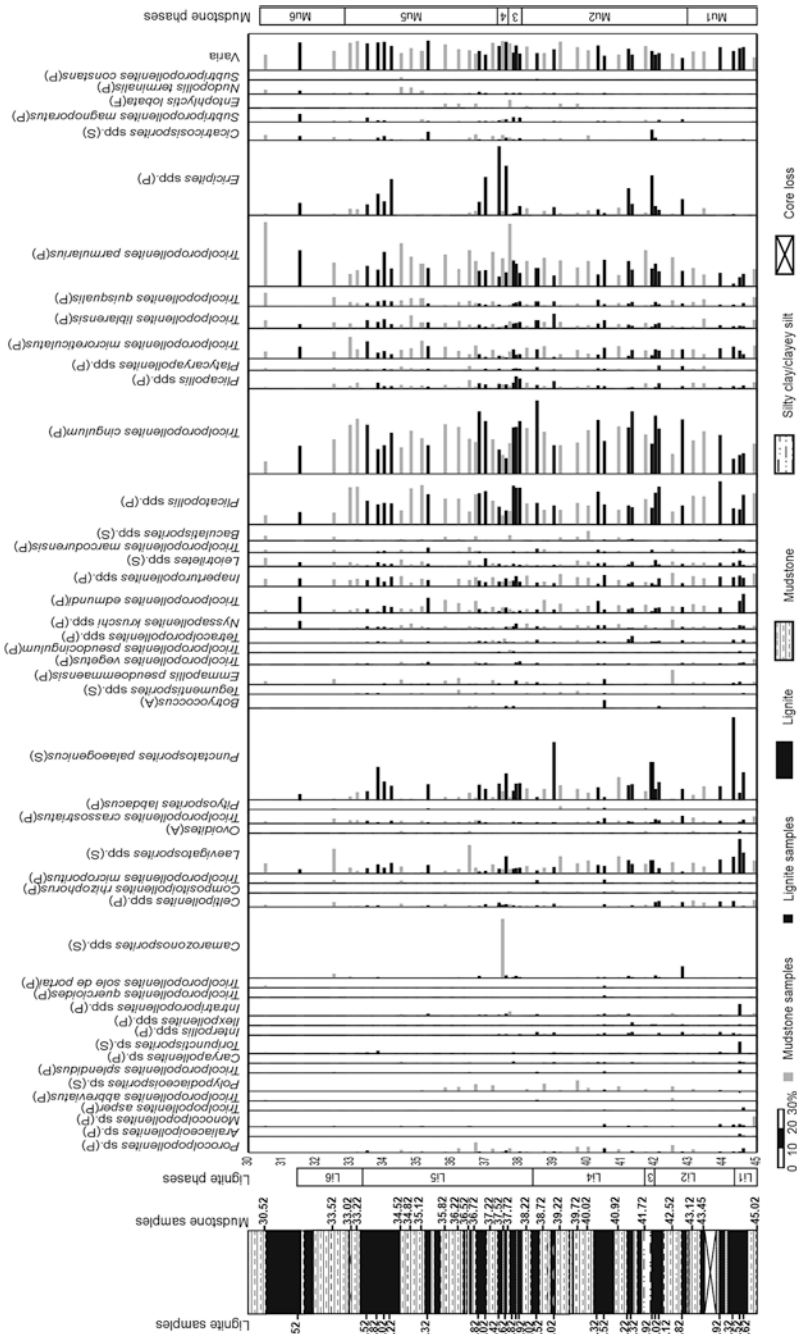 Lignite samples
Mudstone samples
30.52
33.52
33.02
33.22
34.52
34.82
35.12
35.82
36.22
36.52
36.72
37.22
37.52
37.72
38.22
38.72
39.22
39.72
40.02
40.92
41.72
42.52
43.12
43.45
45.02
Lignite phases
Li6
Li5
Li4
3
Li2
Li1
30
31
32
33
34
35
36
37
38
39
40
41
42
43
44
45
Porocolpopollenites sp.(P)
Araliaceoipollenites sp.(P)
Monocolpopollenites sp.(P)
Tricolpopollenites asper(P)
Tricolporopollenites abbreviatus(P)
Polypodiaceoisporites sp.(S)
Tricolporopollenites splendidus(P)
Caryapollenites sp.(P)
Toripunctisporites sp.(S)
Interpollis spp.(P)
Ilexpollenites spp.(P)
Intratriporopollenites spp.(P)
Tricolpopollenites quercioides(P)
Tricolporopollenites sole de portai(P)
Camarozonosporites spp.(S)
Celtipollenites spp.(P)
Compositoipollenites rhizophorus(P)
Tricolporopollenites microporitus(P)
Laevigatosporites spp.(S)
Ovoidites(A)
Tricolporopollenites crassostriatus(P)
Pityosporites labdacus(P)
Punctatosporites palaeogenicus(S)
Botryococcus(A)
Tegumentisporites spp.(S)
Emmapollis pseudoemmaensis(P)
Tricolpopollenites vegetus(P)
Tricolporopollenites pseudocingulum(P)
Tetracolporopollenites spp.(P)
Nyssapollenites kruschi spp.(P)
Tricolporopollenites edmundi(P)
Inaperturopollenites spp.(P)
Leiotriletes spp.(S)
Tricolporopollenites marcodurensis(P)
Baculatisporites spp.(S)
Plicatopollis spp.(P)
Tricolporopollenites cingulum(P)
Plicapollis spp.(P)
Platycaryapollenites spp.(P)
Tricolpopollenites microreticulatus(P)
Tricolpopollenites liblarensis(P)
Tricolpopollenites quisqualis(P)
Tricolporopollenites parmularius(P)
Ericipites spp.(P)
Cicatricosisporites spp.(S)
Subtriporopollenites magnoporatus(P)
Entophlyctis lobata(F)
Nudopollis terminalis(P)
Subtriporopollenites constans(P)
Varia
Mudstone phases
Mu6
Mu5
4
3
Mu2
Mu1
0 10 20 30%
Mudstone samples
Lignite samples
Lignite
Mudstone
Silty clay/clayey silt
Core loss